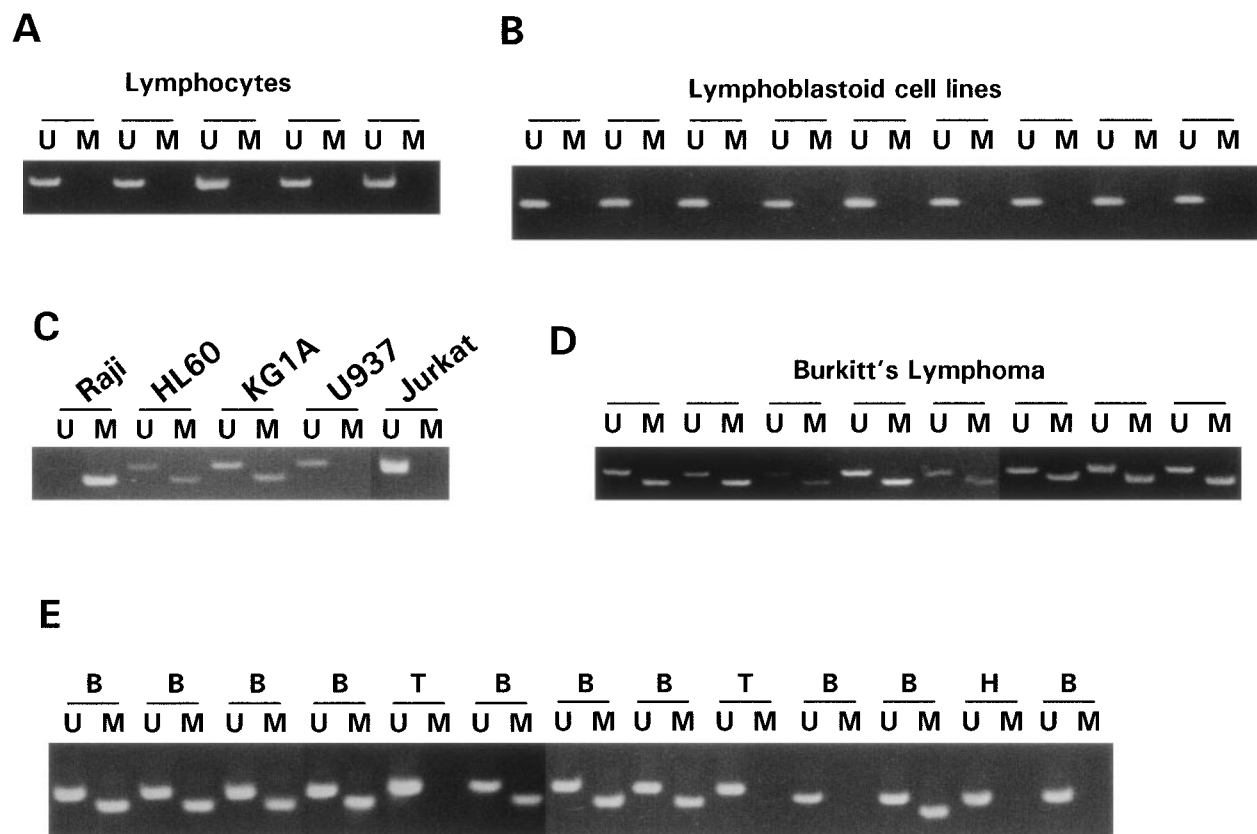 A
Lymphocytes
U M U M U M U M U M
B
Lymphoblastoid cell lines
U M U M U M U M U M U M U M U M U M
C
Raji HL60 KG1A U937 Jurkat
U M U M U M U M U M
D
Burkitt's Lymphoma
U M U M U M U M U M U M U M U M
E
B B B B T B B B T B B H B
U M U M U M U M U M U M U M U M U M U M U M U M U M